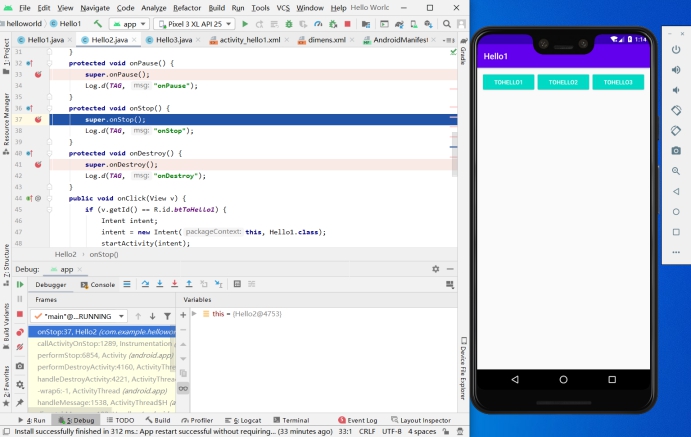 File Edit View Navigate Code Analyze Refactor Build Run Tools VCS Window Help Hello Worlc
helloworld Hello1 app Pixel 3 XL API 25
Hello1.java Hello2.java Hello3.java activity_hello1.xml dimens.xml AndroidManifest
31 }
32 protected void onPause() {
33 super.onPause();
34 Log.d(TAG, msg: "onPause");
35 }
36 protected void onStop() {
37 super.onStop();
38 Log.d(TAG, msg: "onStop");
39 }
40 protected void onDestroy() {
41 super.onDestroy();
42 Log.d(TAG, msg: "onDestroy");
43 }
44 public void onClick(View v) {
45 if (v.getId() == R.id.btToHello1) {
46 Intent intent;
47 intent = new Intent( packageContext: this, Hello1.class);
48 startActivity(intent);
Hello2 › onStop()
1: Project
Resource Manager
Z: Structure
Build Variants
2: Favorites
Gradle
Device File Explorer
Debug: app
Debugger Console
Frames
Variables
"main"@...RUNNING
this = {Hello2@4753}
onStop:37, Hello2 (com.example.hellowor
callActivityOnStop:1289, Instrumentation
performStop:6854, Activity (android.app)
performDestroyActivity:4160, ActivityThre
handleDestroyActivity:4221, ActivityThrea
-wrap6:-1, ActivityThread (android.app)
handleMessage:1538, ActivityThread$H (a
4: Run 5: Debug TODO Build Profiler 6: Logcat Terminal Event Log Layout Inspector
Install successfully finished in 312 ms.: App restart successful without requiring... (33 minutes ago) 33:1 CRLF UTF-8 4 spaces
1:14
Hello1
TOHELLO1 TOHELLO2 TOHELLO3